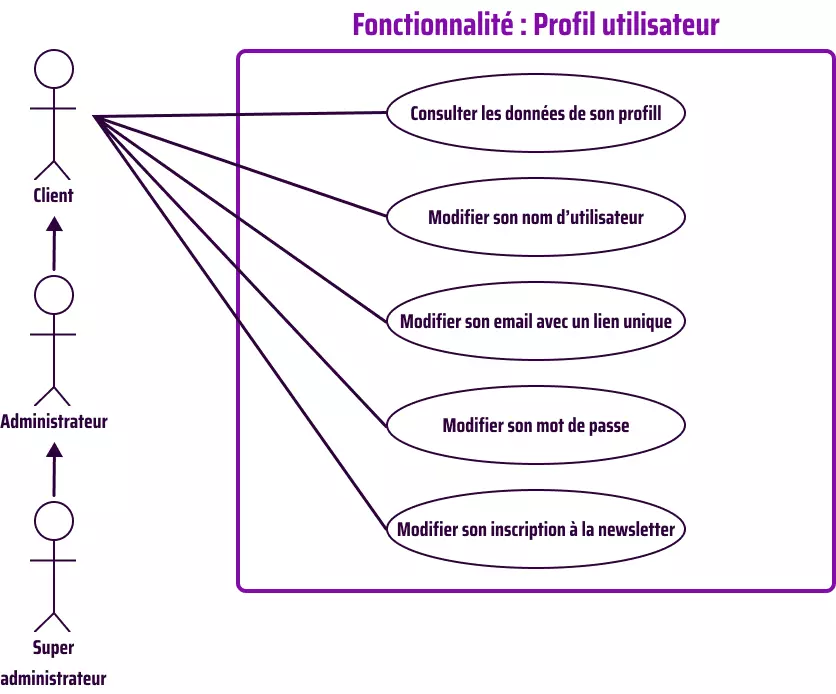 Fonctionnalité : Profil utilisateur
Consulter les données de son profill
Client
Modifier son nom d’utilisateur
Modifier son email avec un lien unique
Administrateur
Modifier son mot de passe
Modifier son inscription à la newsletter
Super
administrateur